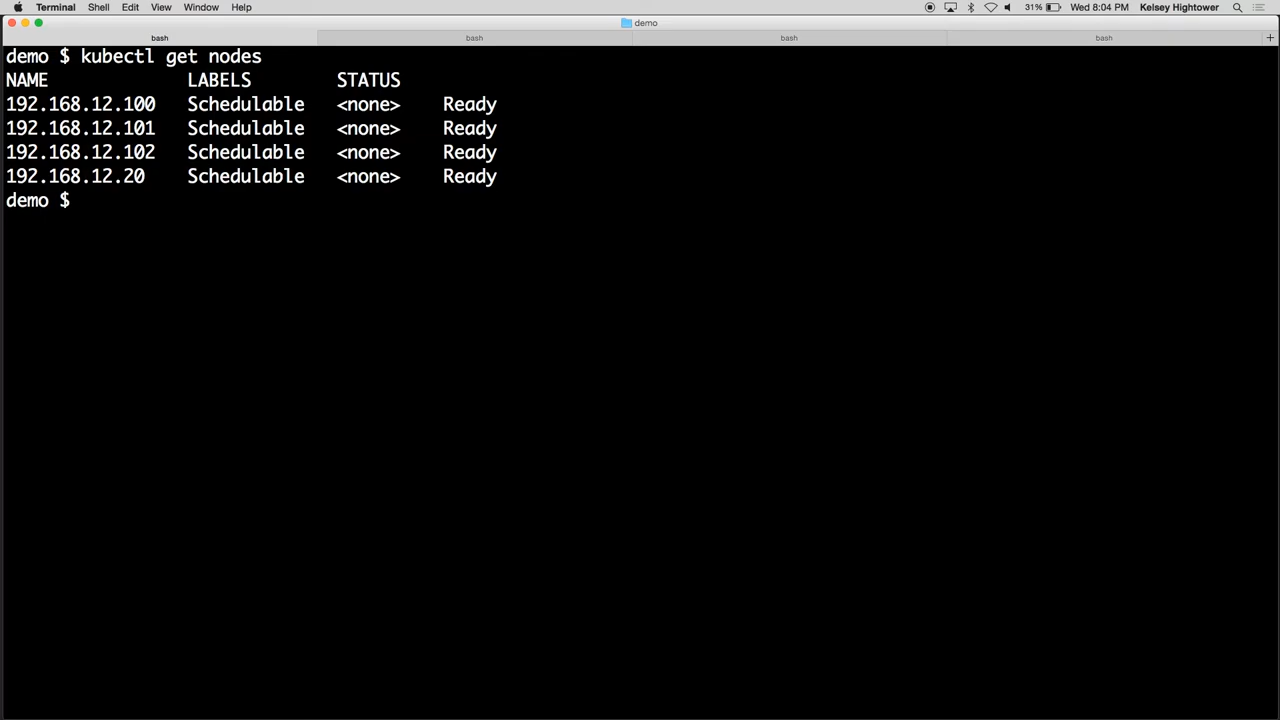 Terminal Shell Edit View Window Help 31% Wed 8:04 PM Kelsey Hightower
demo
bash bash bash bash +
demo $ kubectl get nodes
NAME LABELS STATUS
192.168.12.100 Schedulable <none> Ready
192.168.12.101 Schedulable <none> Ready
192.168.12.102 Schedulable <none> Ready
192.168.12.20 Schedulable <none> Ready
demo $